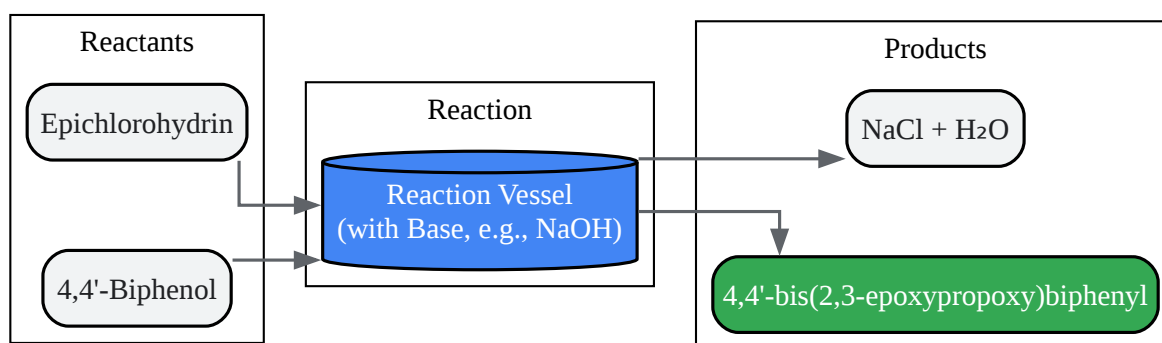 Reactants
Epichlorohydrin
4,4'-Biphenol
Reaction
Reaction Vessel
(with Base, e.g., NaOH)
Products
NaCl + H₂O
4,4'-bis(2,3-epoxypropoxy)biphenyl